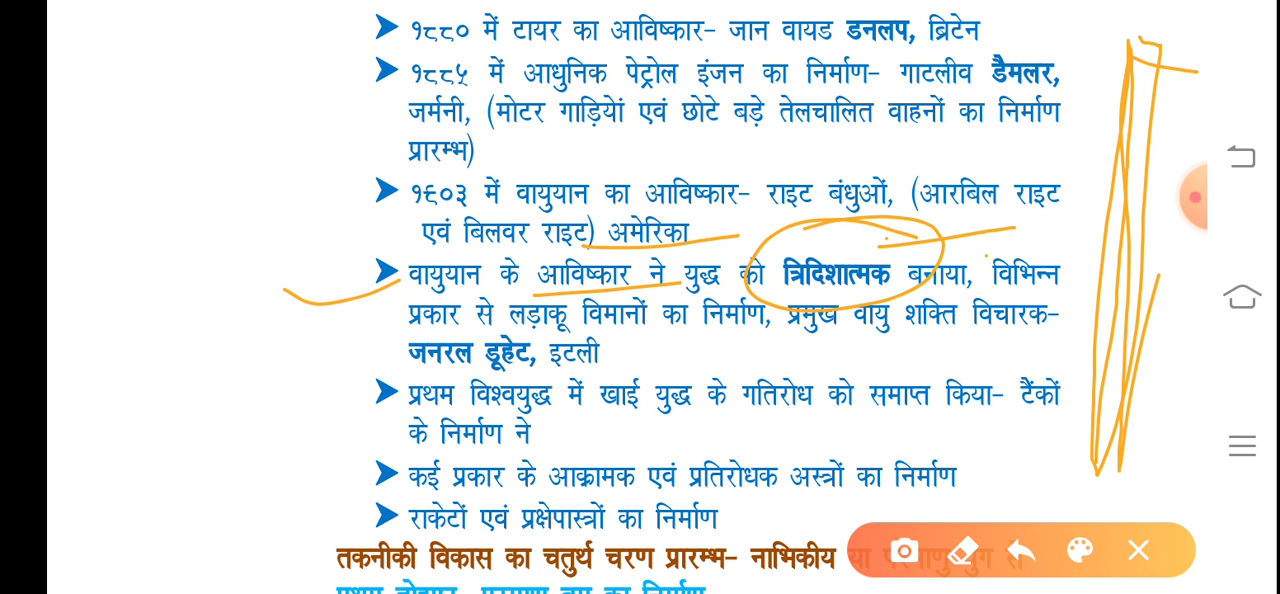 ➤ १८८० में टायर का आविष्कार– जान वायड डनलप, ब्रिटेन
➤ १८८५ में आधुनिक पेट्रोल इंजन का निर्माण– गाटलीव डैमलर,
जर्मनी, (मोटर गाड़ियों एवं छोटे बड़े तेलचालित वाहनों का निर्माण
प्रारम्भ)
➤ १९०३ में वायुयान का आविष्कार– राइट बंधुओं, (आरबिल राइट
एवं बिलवर राइट) अमेरिका
➤ वायुयान के आविष्कार ने युद्ध को त्रिदिशात्मक बनाया, विभिन्न
प्रकार से लड़ाकू विमानों का निर्माण, प्रमुख वायु शक्ति विचारक–
जनरल डूहेट, इटली
➤ प्रथम विश्वयुद्ध में खाई युद्ध के गतिरोध को समाप्त किया– टैंकों
के निर्माण ने
➤ कई प्रकार के आक्रामक एवं प्रतिरोधक अस्त्रों का निर्माण
➤ राकेटों एवं प्रक्षेपास्त्रों का निर्माण
तकनीकी विकास का चतुर्थ चरण प्रारम्भ– नाभिकीय